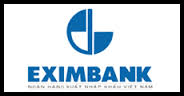 EXIMBANK
NGÂN HÀNG XUẤT NHẬP KHẨU VIỆT NAM